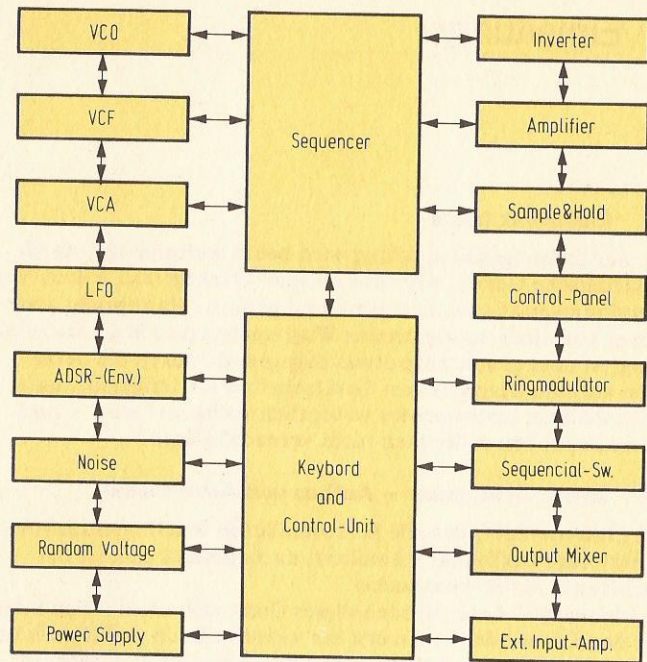 VCO
VCF
VCA
LFO
ADSR-(Env.)
Noise
Random Voltage
Power Supply
Sequencer
Keybord
and
Control-Unit
Inverter
Amplifier
Sample&Hold
Control-Panel
Ringmodulator
Sequencial-Sw.
Output Mixer
Ext. Input-Amp.